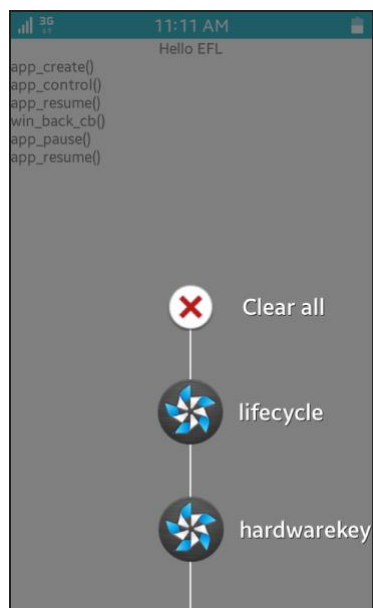 3G
11:11 AM
Hello EFL
app_create()
app_control()
app_resume()
win_back_cb()
app_pause()
app_resume()
Clear all
lifecycle
hardwarekey